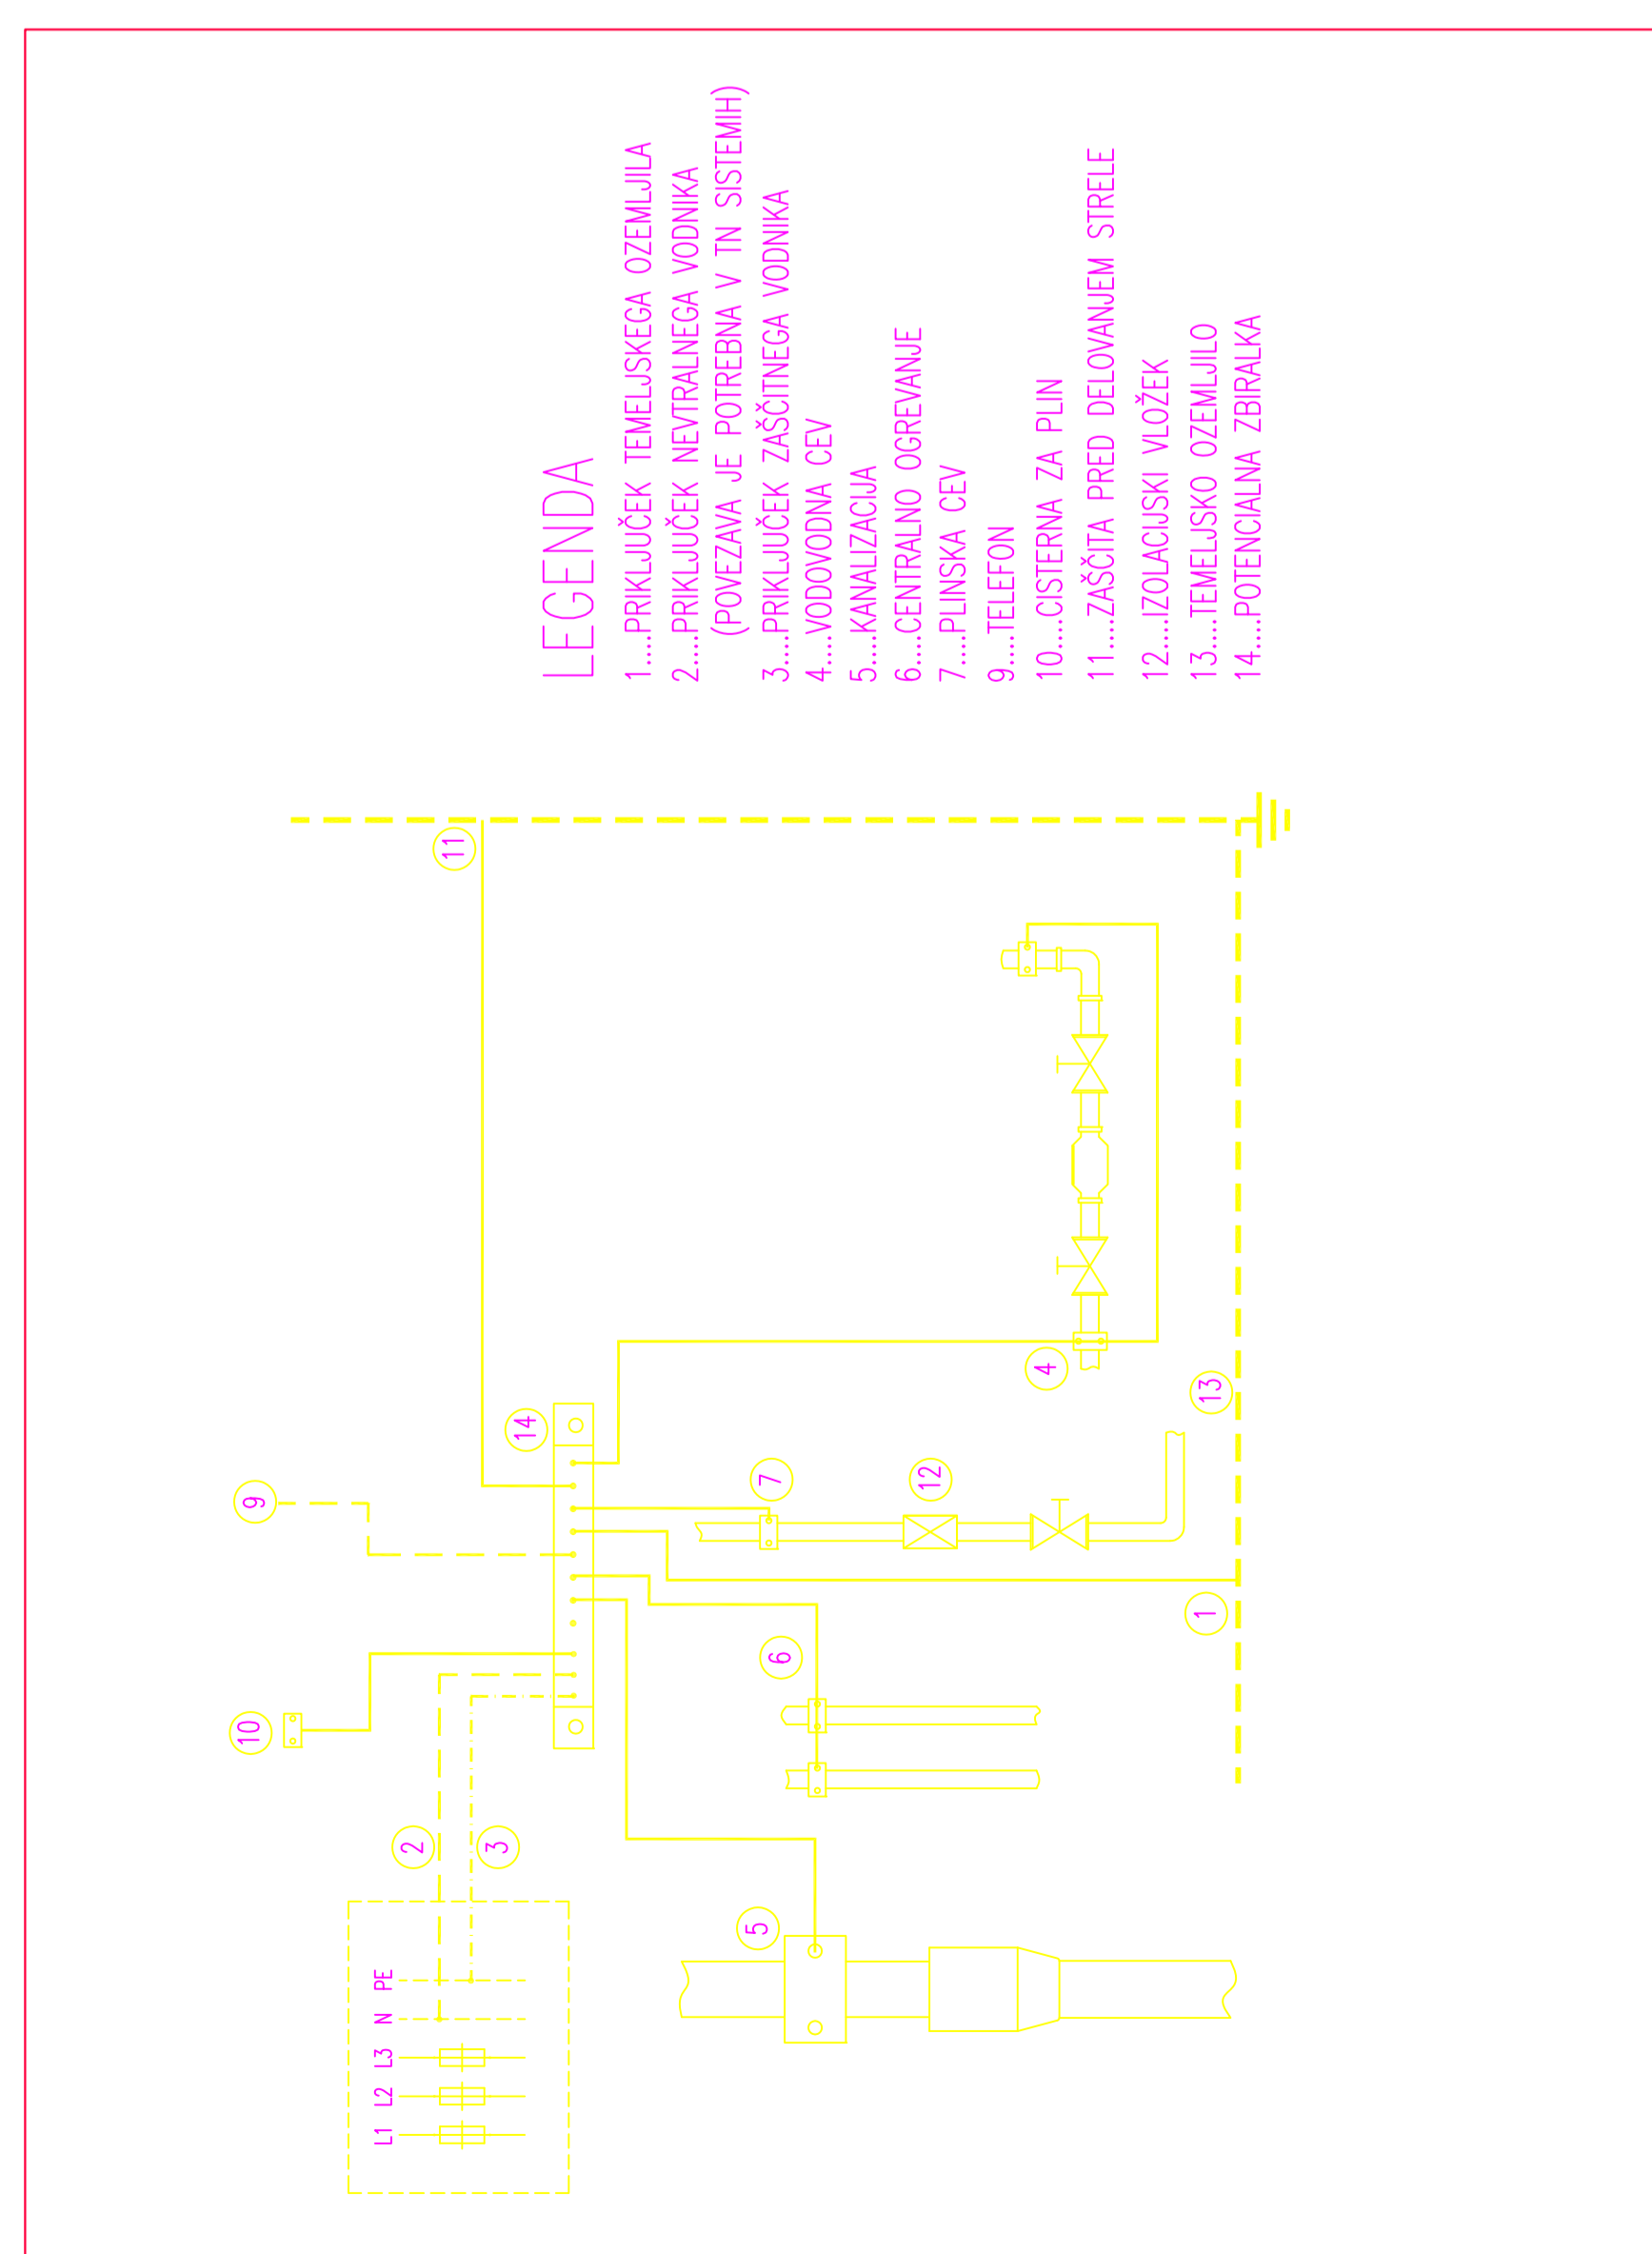 LEGENDA
1....PRIKLJUČEK TEMELJSKEGA OZEMLJILA
2....PRIKLJUČEK NEVTRALNEGA VODNIKA
(POVEZAVA JE POTREBNA V TN SISTEMIH)
3....PRIKLJUČEK ZAŠČITNEGA VODNIKA
4....VODOVODNA CEV
5....KANALIZACIJA
6....CENTRALNO OGREVANJE
7....PLINSKA CEV
9....TELEFON
10...CISTERNA ZA PLIN
11...ZAŠČITA PRED DELOVANJEM STRELE
12...IZOLACIJSKI VLOŽEK
13....TEMELJSKO OZEMLJILO
14....POTENCIALNA ZBIRALKA
L1 L2 L3 N PE
10
9
11
2
3
14
5
6
7
12
4
1
13